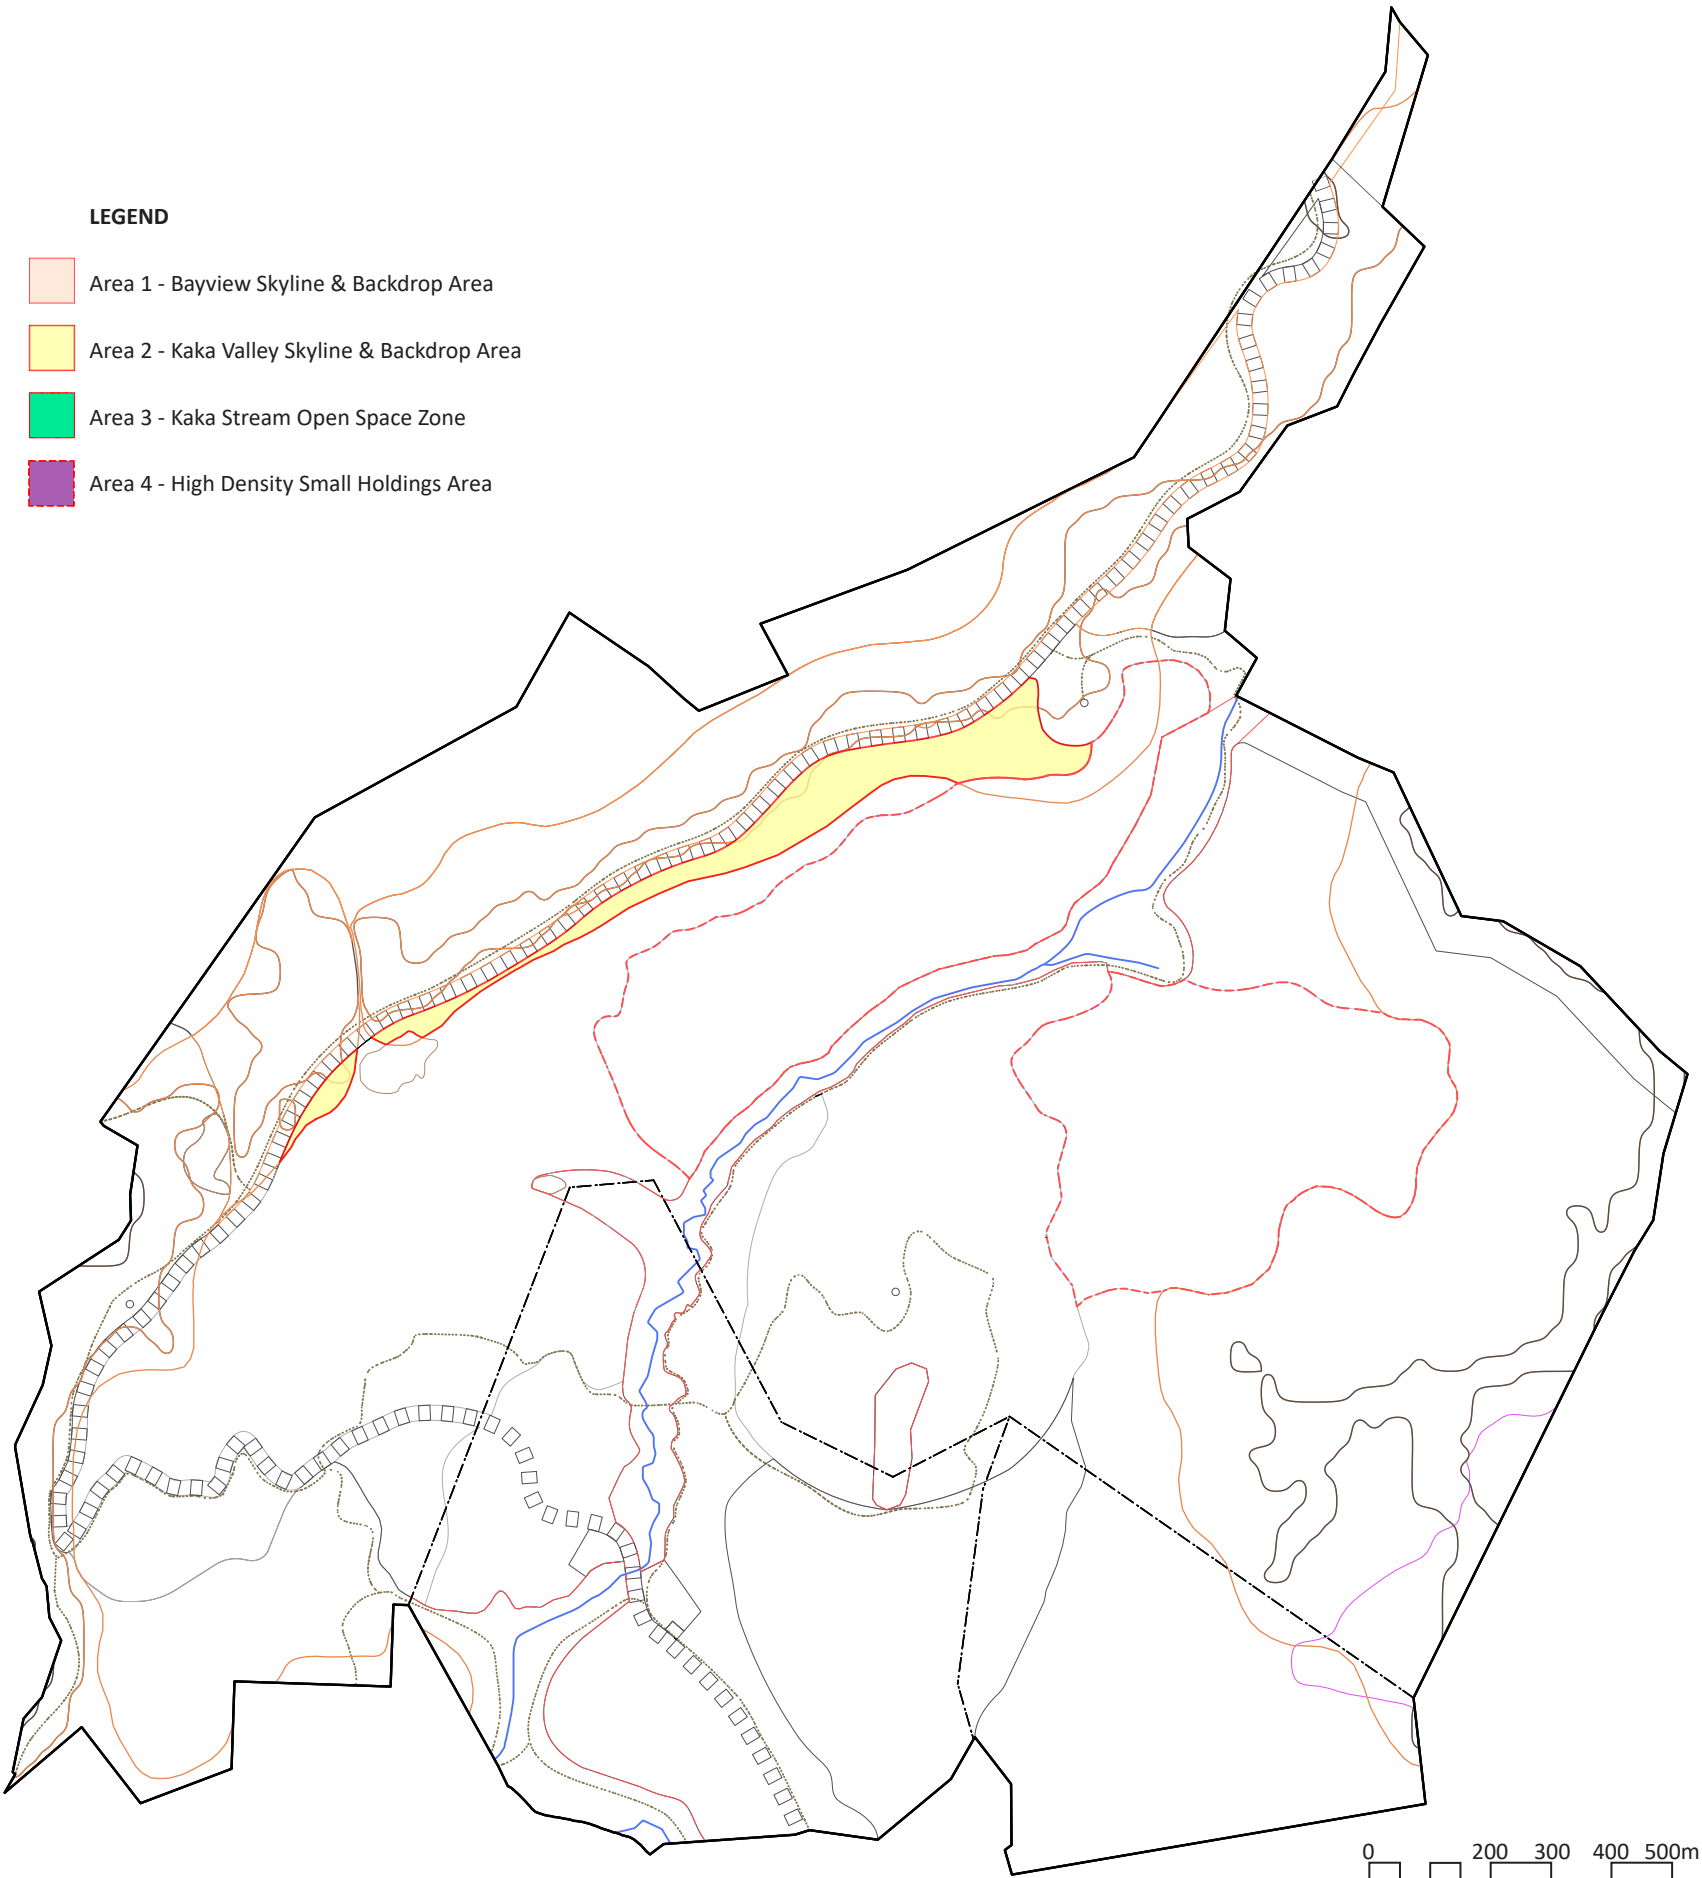 LEGEND
Area 1 - Bayview Skyline & Backdrop Area
Area 2 - Kaka Valley Skyline & Backdrop Area
Area 3 - Kaka Stream Open Space Zone
Area 4 - High Density Small Holdings Area
0 200 300 400 500m